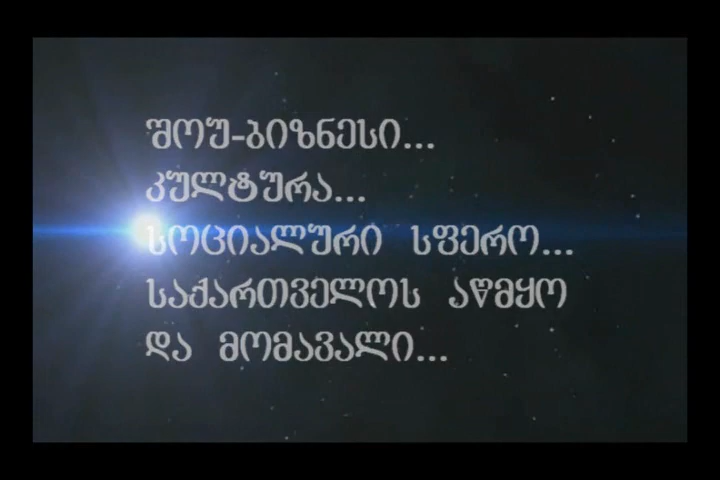 შოუ-ბიზნესი...
კულტურა...
სოციალური სფერო...
საქართველოს აწმყო
და მომავალი...